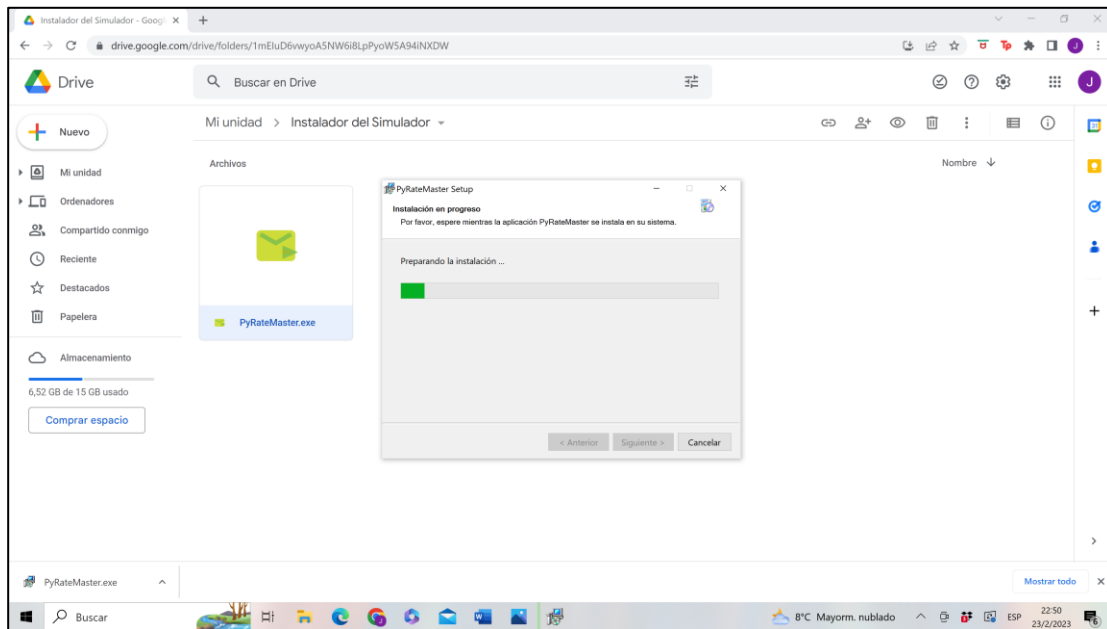 Instalador del Simulador - Googl
drive.google.com/drive/folders/1mEluD6vwyoA5NW6i8LpPyoW5A94iNXDW
Drive
Buscar en Drive
J
Nuevo
Mi unidad > Instalador del Simulador
Mi unidad
Ordenadores
Compartido conmigo
Reciente
Destacados
Papelera
Almacenamiento
6,52 GB de 15 GB usado
Comprar espacio
Archivos
Nombre
PyRateMaster.exe
PyRateMaster Setup
Instalación en progreso
Por favor, espere mientras la aplicación PyRateMaster se instala en su sistema.
Preparando la instalación ...
< Anterior
Siguiente >
Cancelar
PyRateMaster.exe
Mostrar todo
Buscar
8°C Mayorm. nublado
ESP
22:50
23/2/2023